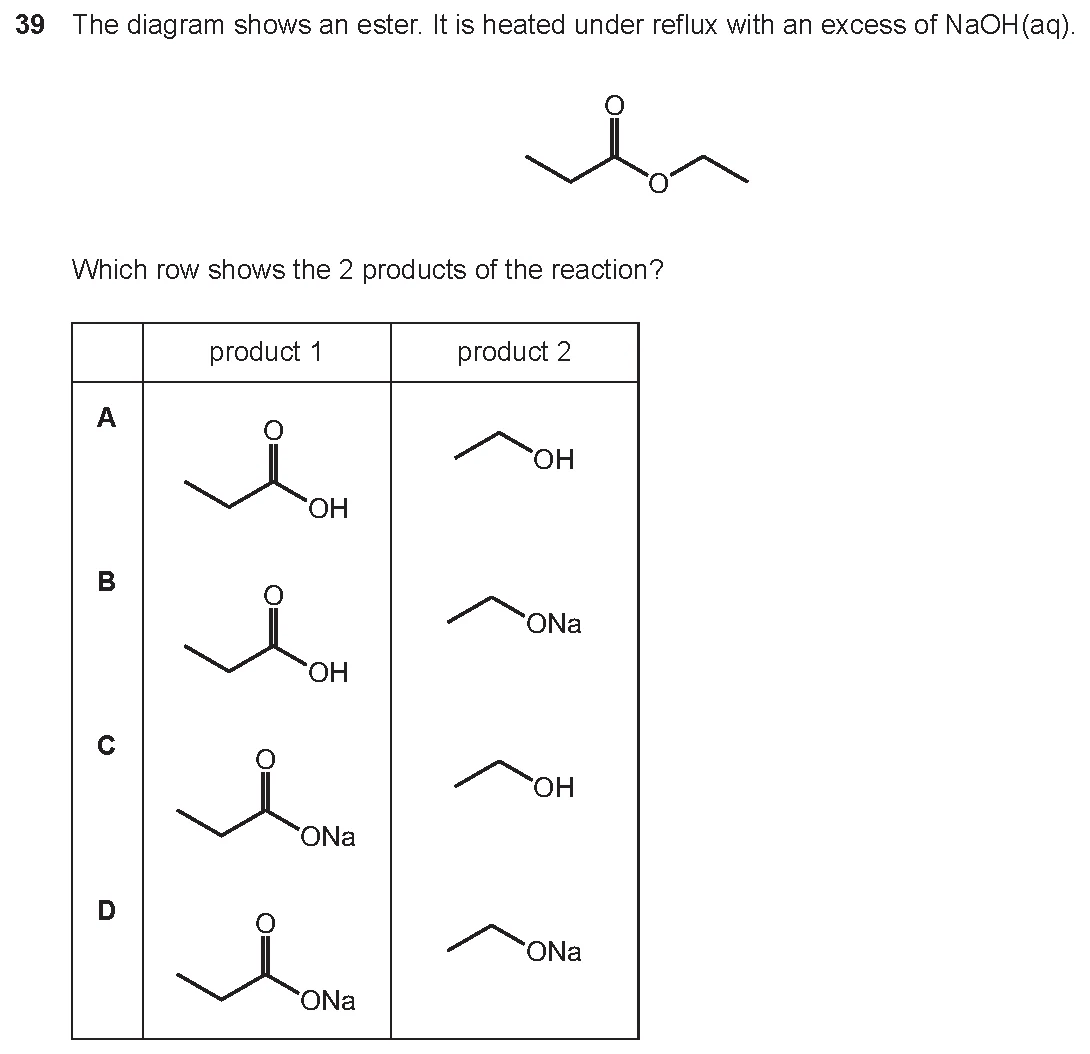 39 The diagram shows an ester. It is heated under reflux with an excess of NaOH(aq).
O
O
Which row shows the 2 products of the reaction?
product 1 product 2
A
O
OH
OH
B
O
OH
ONa
C
O
ONa
OH
D
O
ONa
ONa